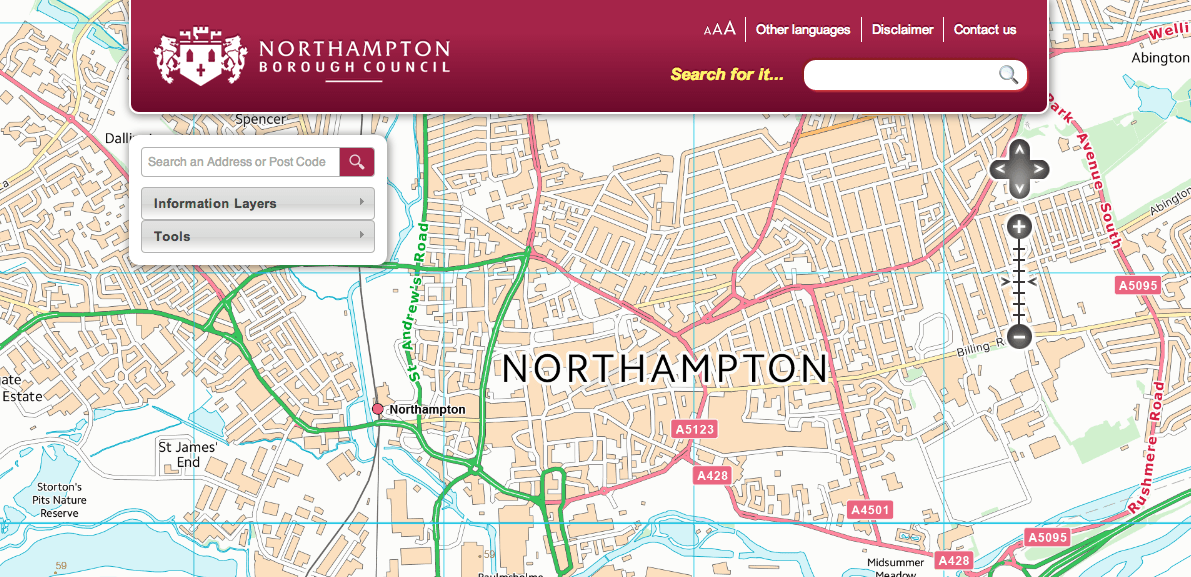 NORTHAMPTON
BOROUGH COUNCIL
AAA
Other languages
Disclaimer
Contact us
Search for it...
Welli
Abington
Spencer
Dalli
Search an Address or Post Code
Information Layers
Tools
Park Avenue South
Abington
St. Andrew's Road
A5095
Billing R
NORTHAMPTON
gate
Estate
Northampton
A5123
St James'
End
A428
Rushmere Road
Storton's
Pits Nature
Reserve
A4501
A5095
59
A428
Midsummer
Meadow
59